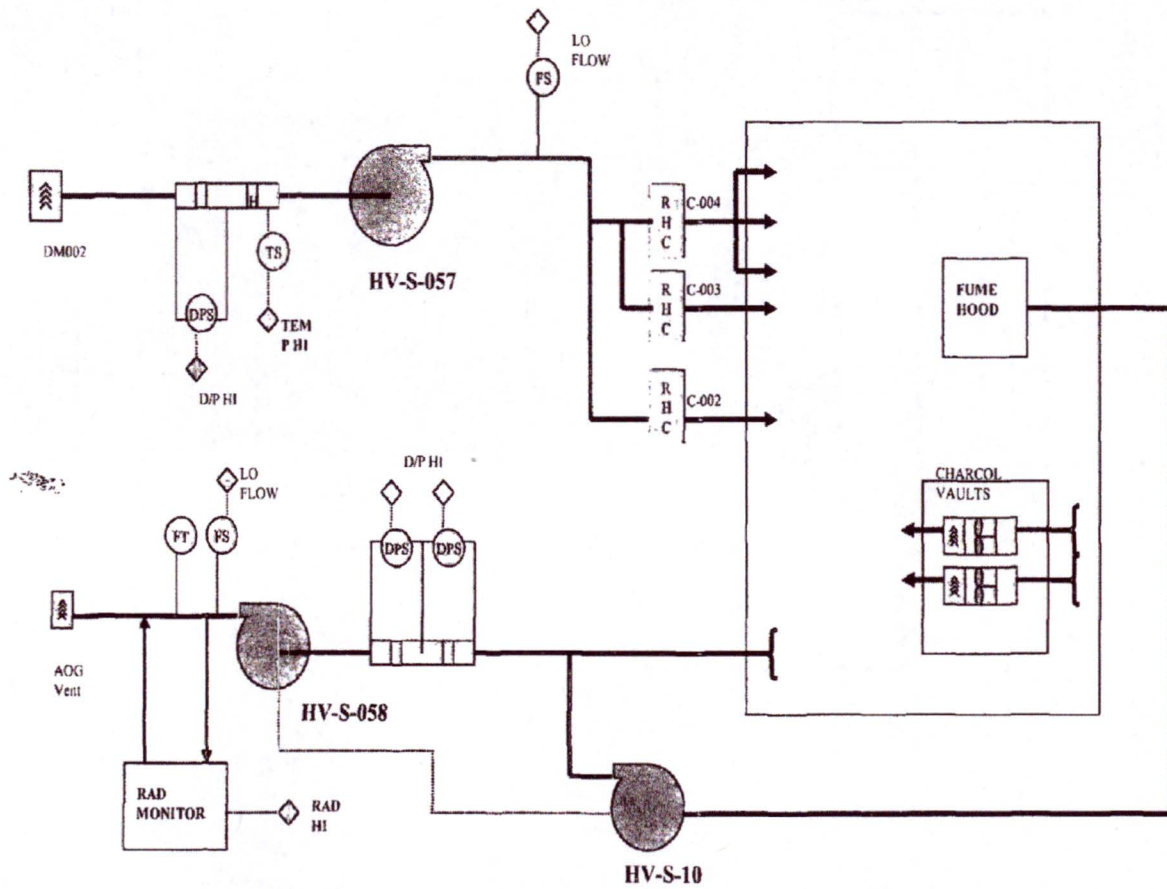 LO
FLOW
FS
DM002
H
TS
DPS
TEM
P HI
D/P HI
HV-S-057
R
H
C
C-004
R
H
C
C-003
R
H
C
C-002
FUME
HOOD
CHARCOL
VAULTS
LO
FLOW
FT
FS
D/P HI
DPS
DPS
AOG
Vent
HV-S-058
RAD
MONITOR
RAD
HI
HV-S-10